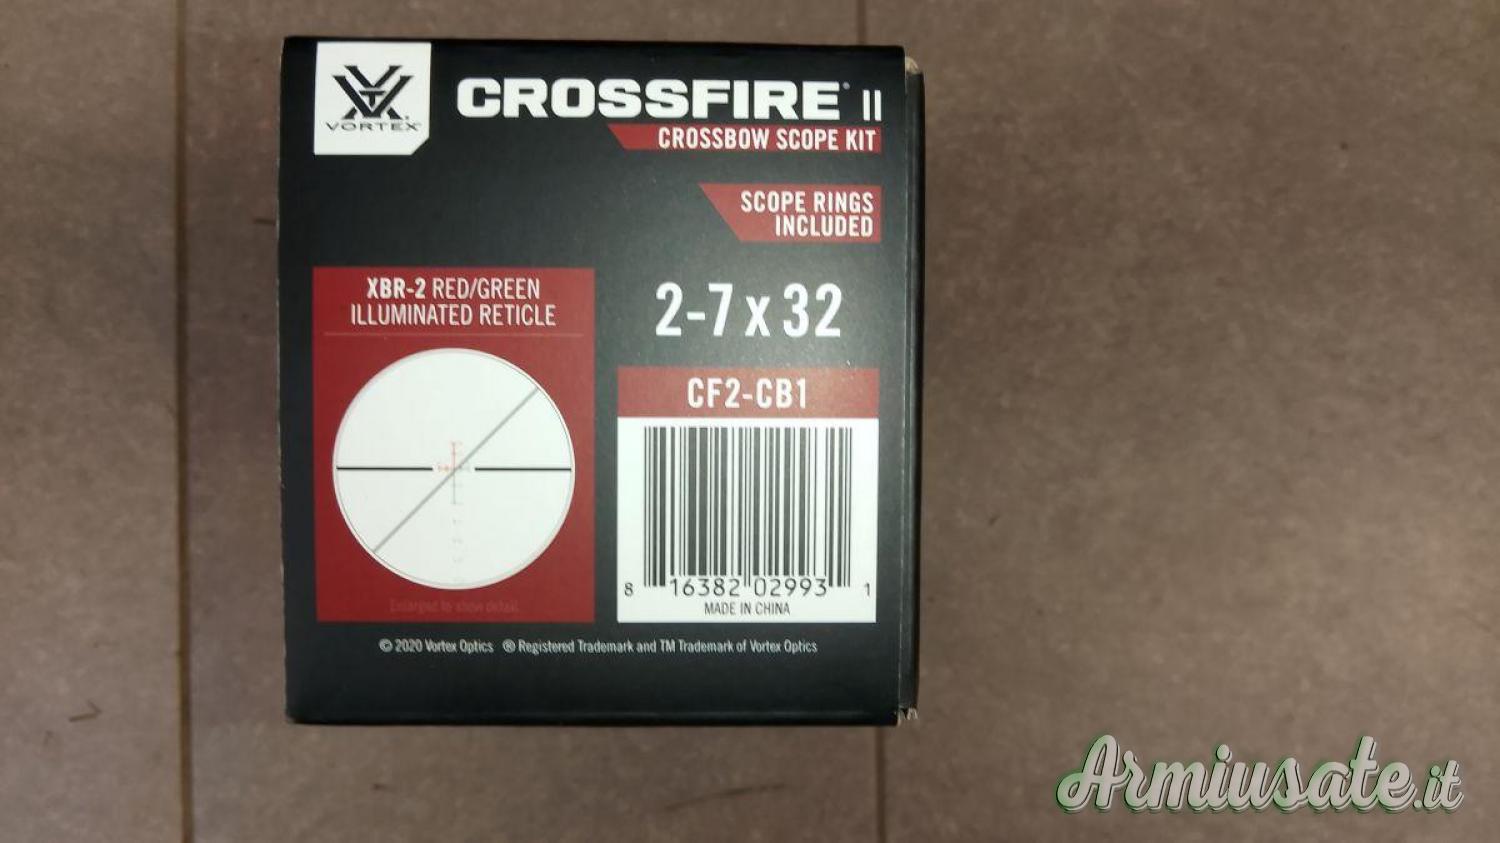 VORTEX
CROSSFIRE® II
CROSSBOW SCOPE KIT
SCOPE RINGS
INCLUDED
XBR-2 RED/GREEN
ILLUMINATED RETICLE
2-7 x 32
CF2-CB1
8 16382 02993 1
MADE IN CHINA
Enlarged to show detail.
© 2020 Vortex Optics ® Registered Trademark and TM Trademark of Vortex Optics
Armiusate.it